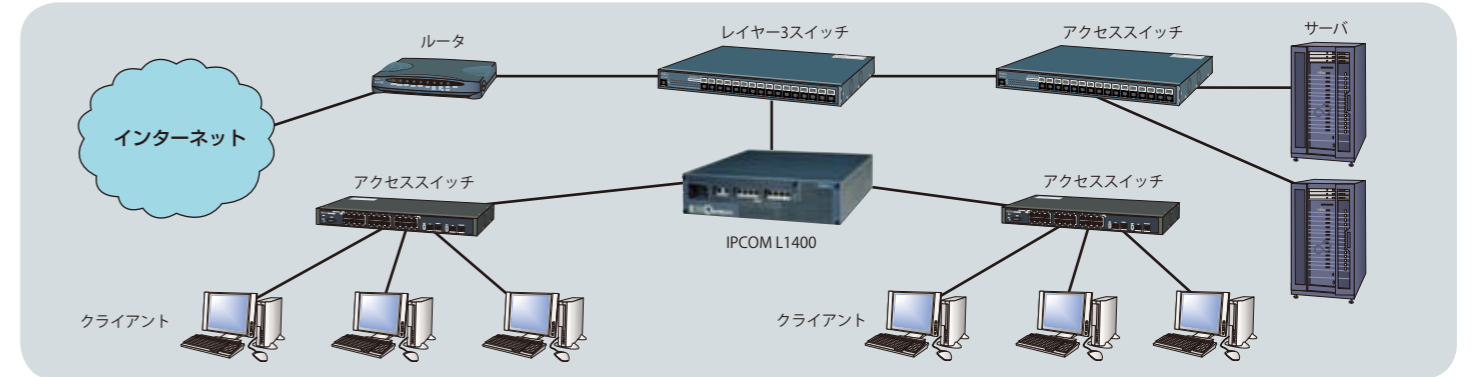 ルータ
レイヤー3スイッチ
アクセススイッチ
サーバ
インターネット
アクセススイッチ
アクセススイッチ
IPCOM L1400
クライアント
クライアント